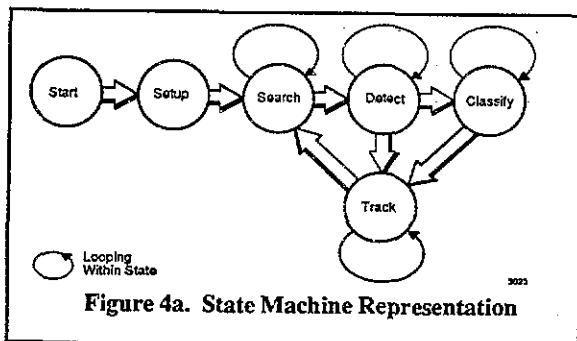 Start
Setup
Search
Detect
Classify
Track
Looping
Within State
3023
Figure 4a. State Machine Representation